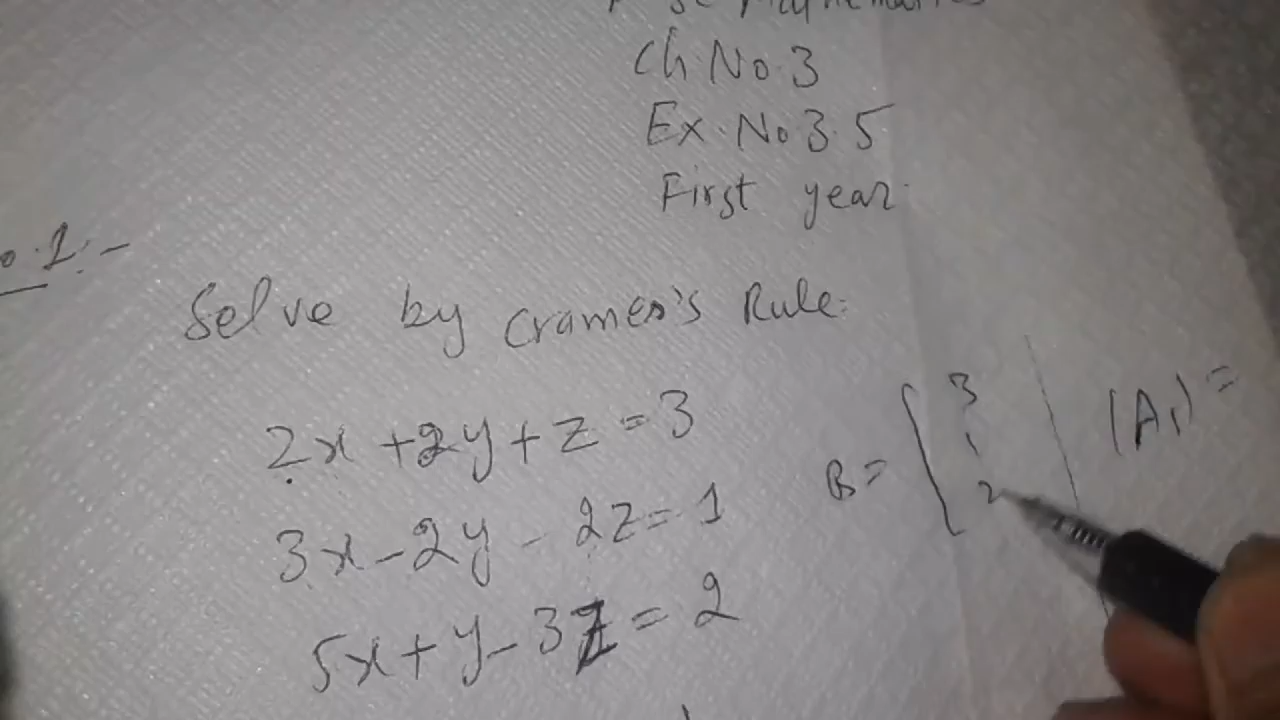 Ch. No. 3
Ex. No 3.5
First year.
o. 1:-
Solve by Cramer's Rule:
2x + 2y + z = 3
3x - 2y - 2z = 1
5x + y - 3z = 2
B = [ 3
1
2
|A₁| =